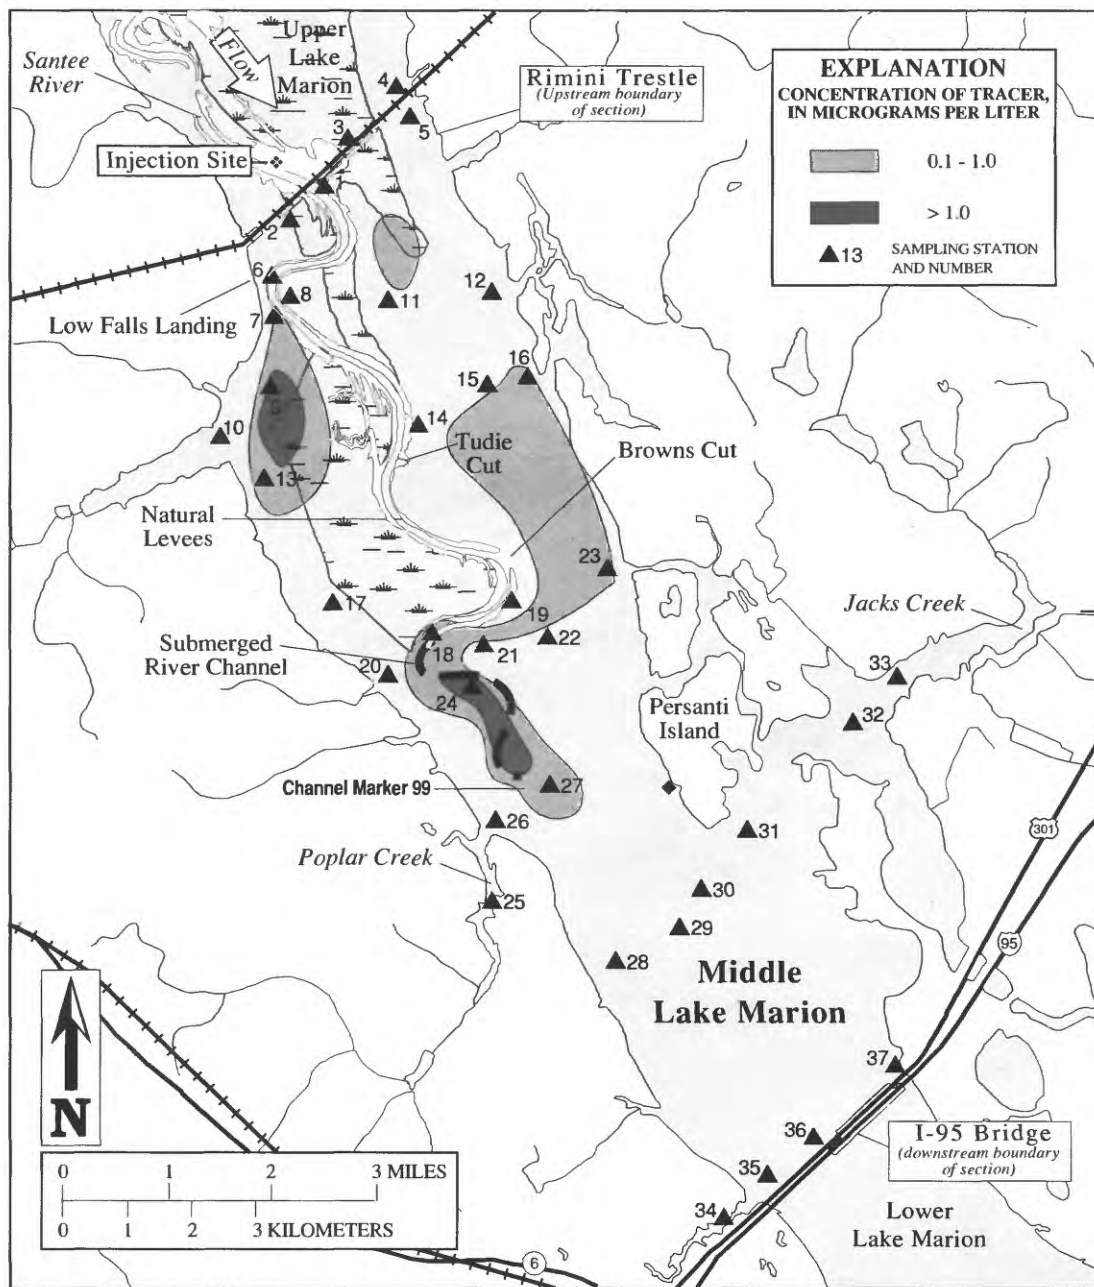 Upper
Lake
Marion
Santee
River
Flow
4
Rimini Trestle
(Upstream boundary
of section)
5
3
Injection Site
1
2
EXPLANATION
CONCENTRATION OF TRACER,
IN MICROGRAMS PER LITER
0.1 - 1.0
> 1.0
13 SAMPLING STATION
AND NUMBER
6
8
11
12
Low Falls Landing
7
16
15
9
10
14
Tudie
Cut
Browns Cut
13
Natural
Levees
23
17
19
Jacks Creek
Submerged
River Channel
18
21
22
20
33
24
Persanti
Island
32
Channel Marker 99
27
26
31
301
Poplar Creek
30
25
29
95
28
Middle
Lake Marion
N
37
36
I-95 Bridge
(downstream boundary
of section)
0 1 2 3 MILES
35
0 1 2 3 KILOMETERS
34
Lower
Lake Marion
6